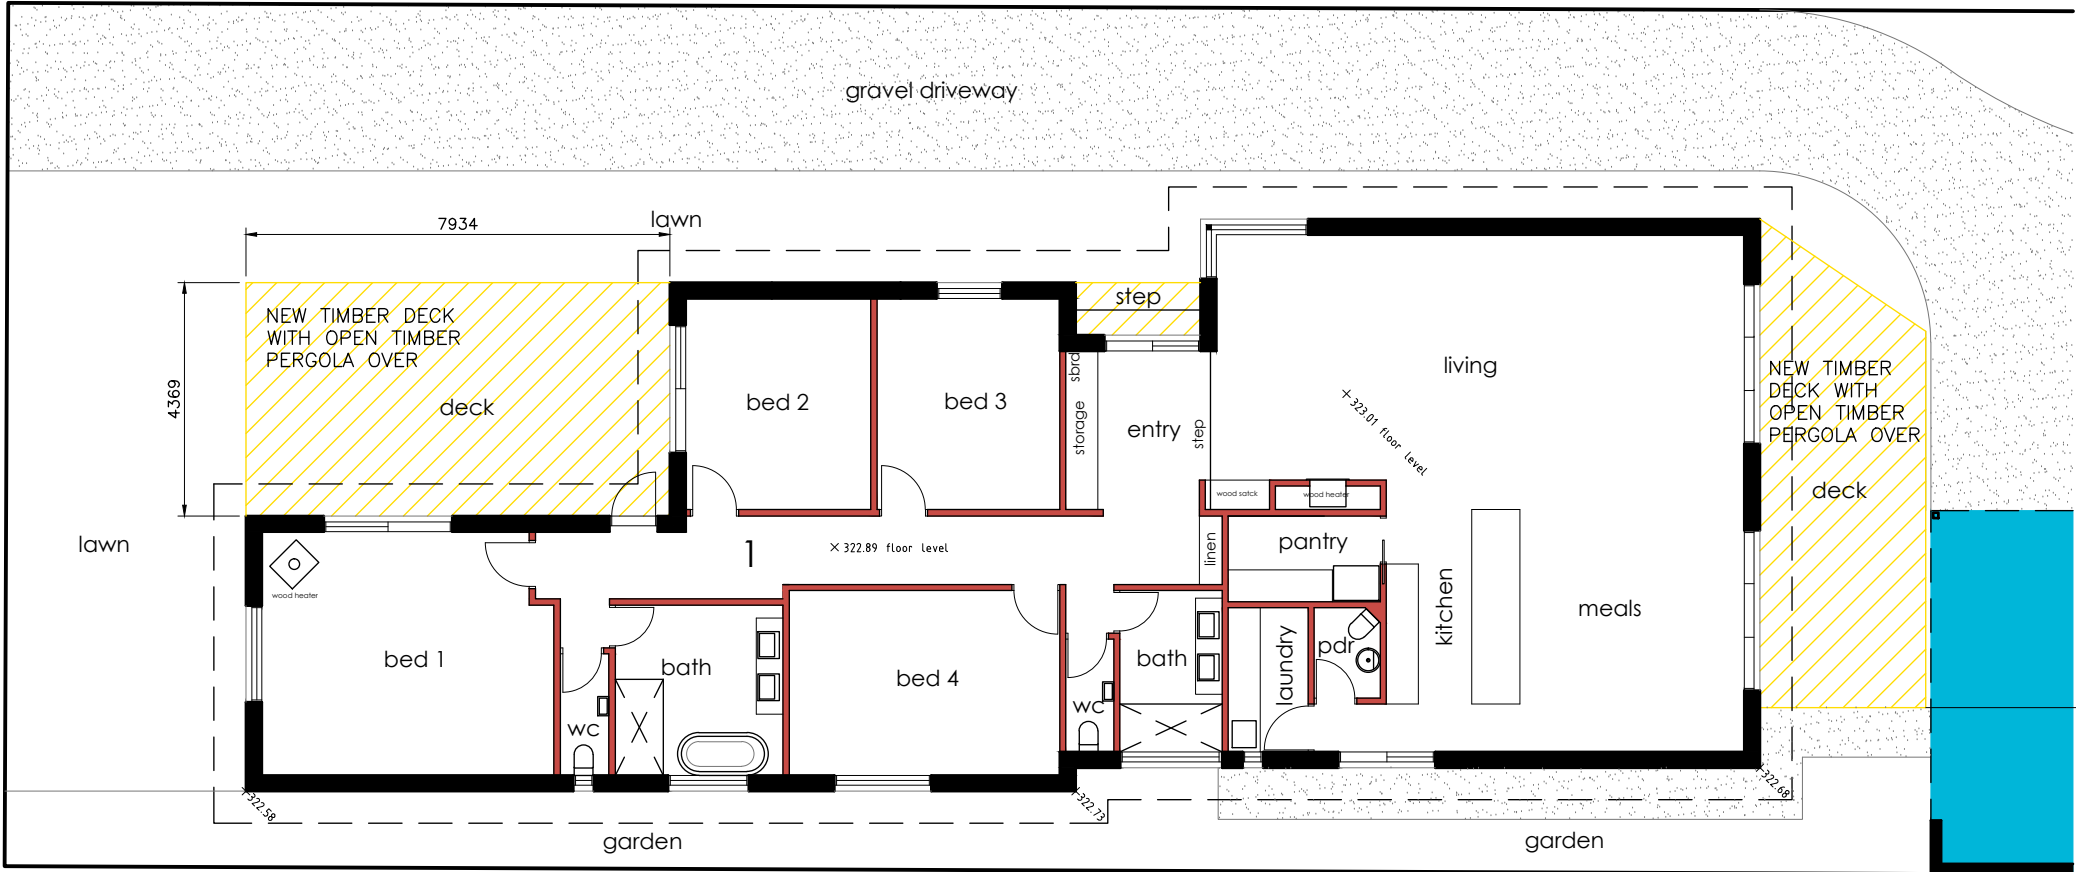 gravel driveway
lawn
7934
4369
NEW TIMBER DECK
WITH OPEN TIMBER
PERGOLA OVER
deck
step
bed 2
bed 3
sbrd
storage
entry
step
living
323.01 floor level
NEW TIMBER
DECK WITH
OPEN TIMBER
PERGOLA OVER
deck
wood satck
wood heater
lawn
wood heater
1
322.89 floor level
linen
pantry
kitchen
meals
bed 1
bath
wc
bed 4
wc
bath
laundry
pdr
322.58
322.73
322.68
garden
garden